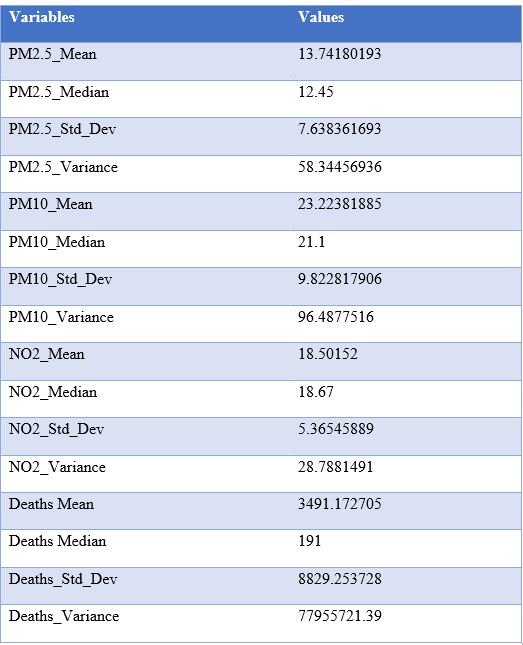 Variables Values
PM2.5_Mean 13.74180193
PM2.5_Median 12.45
PM2.5_Std_Dev 7.638361693
PM2.5_Variance 58.34456936
PM10_Mean 23.22381885
PM10_Median 21.1
PM10_Std_Dev 9.822817906
PM10_Variance 96.4877516
NO2_Mean 18.50152
NO2_Median 18.67
NO2_Std_Dev 5.36545889
NO2_Variance 28.7881491
Deaths Mean 3491.172705
Deaths Median 191
Deaths_Std_Dev 8829.253728
Deaths_Variance 77955721.39